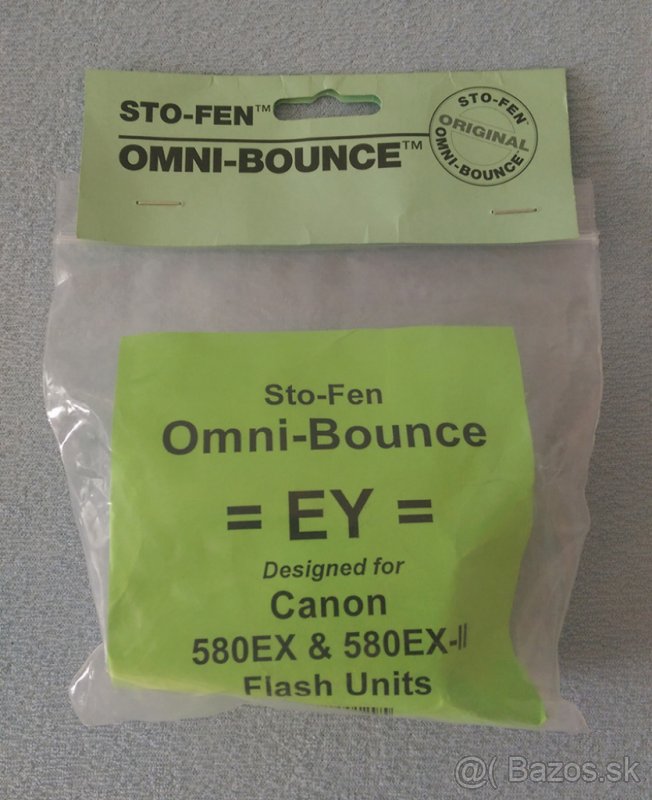 STO-FEN™
OMNI-BOUNCE™
STO-FEN
ORIGINAL
OMNI-BOUNCE
Sto-Fen
Omni-Bounce
= EY =
Designed for
Canon
580EX & 580EX-II
Flash Units
@( Bazos.sk